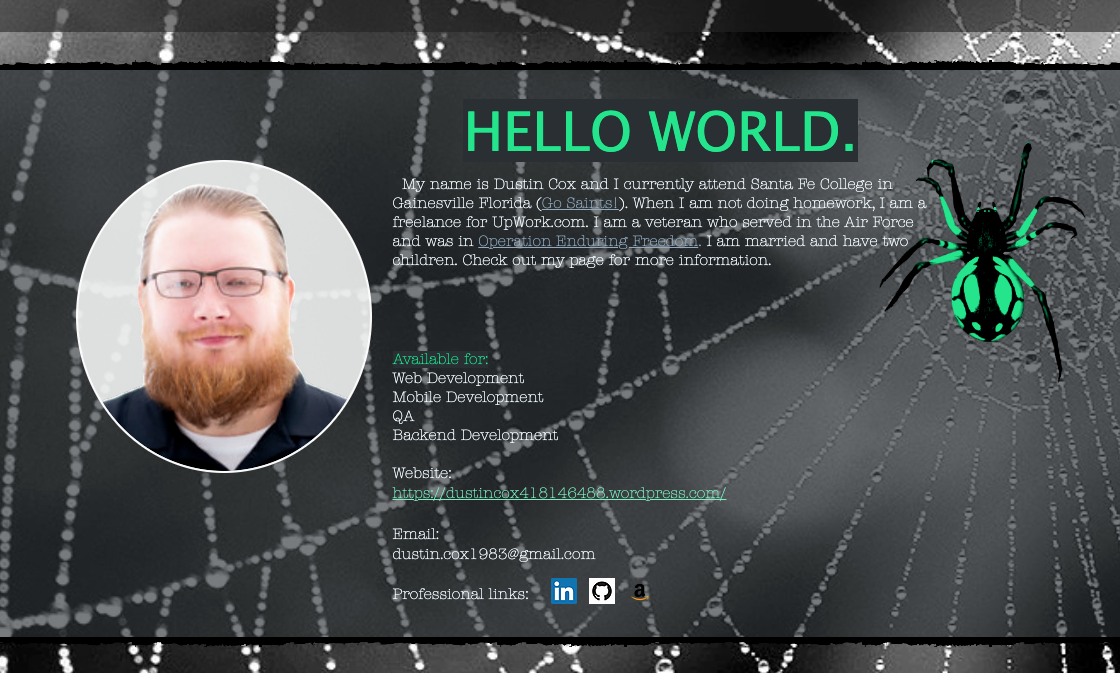 HELLO WORLD.
My name is Dustin Cox and I currently attend Santa Fe College in
Gainesville Florida (Go Saints!). When I am not doing homework, I am a
freelance for UpWork.com. I am a veteran who served in the Air Force
and was in Operation Enduring Freedom. I am married and have two
children. Check out my page for more information.
Available for:
Web Development
Mobile Development
QA
Backend Development
Website:
https://dustincox418146488.wordpress.com/
Email:
dustin.cox1983@gmail.com
Professional links: in a